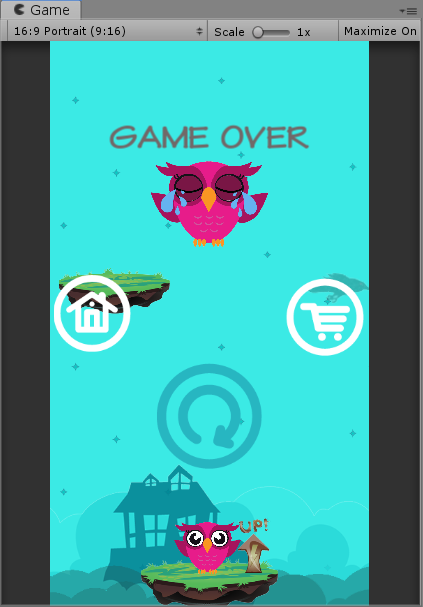 Game
16:9 Portrait (9:16) Scale 1x Maximize On
GAME OVER
UP!